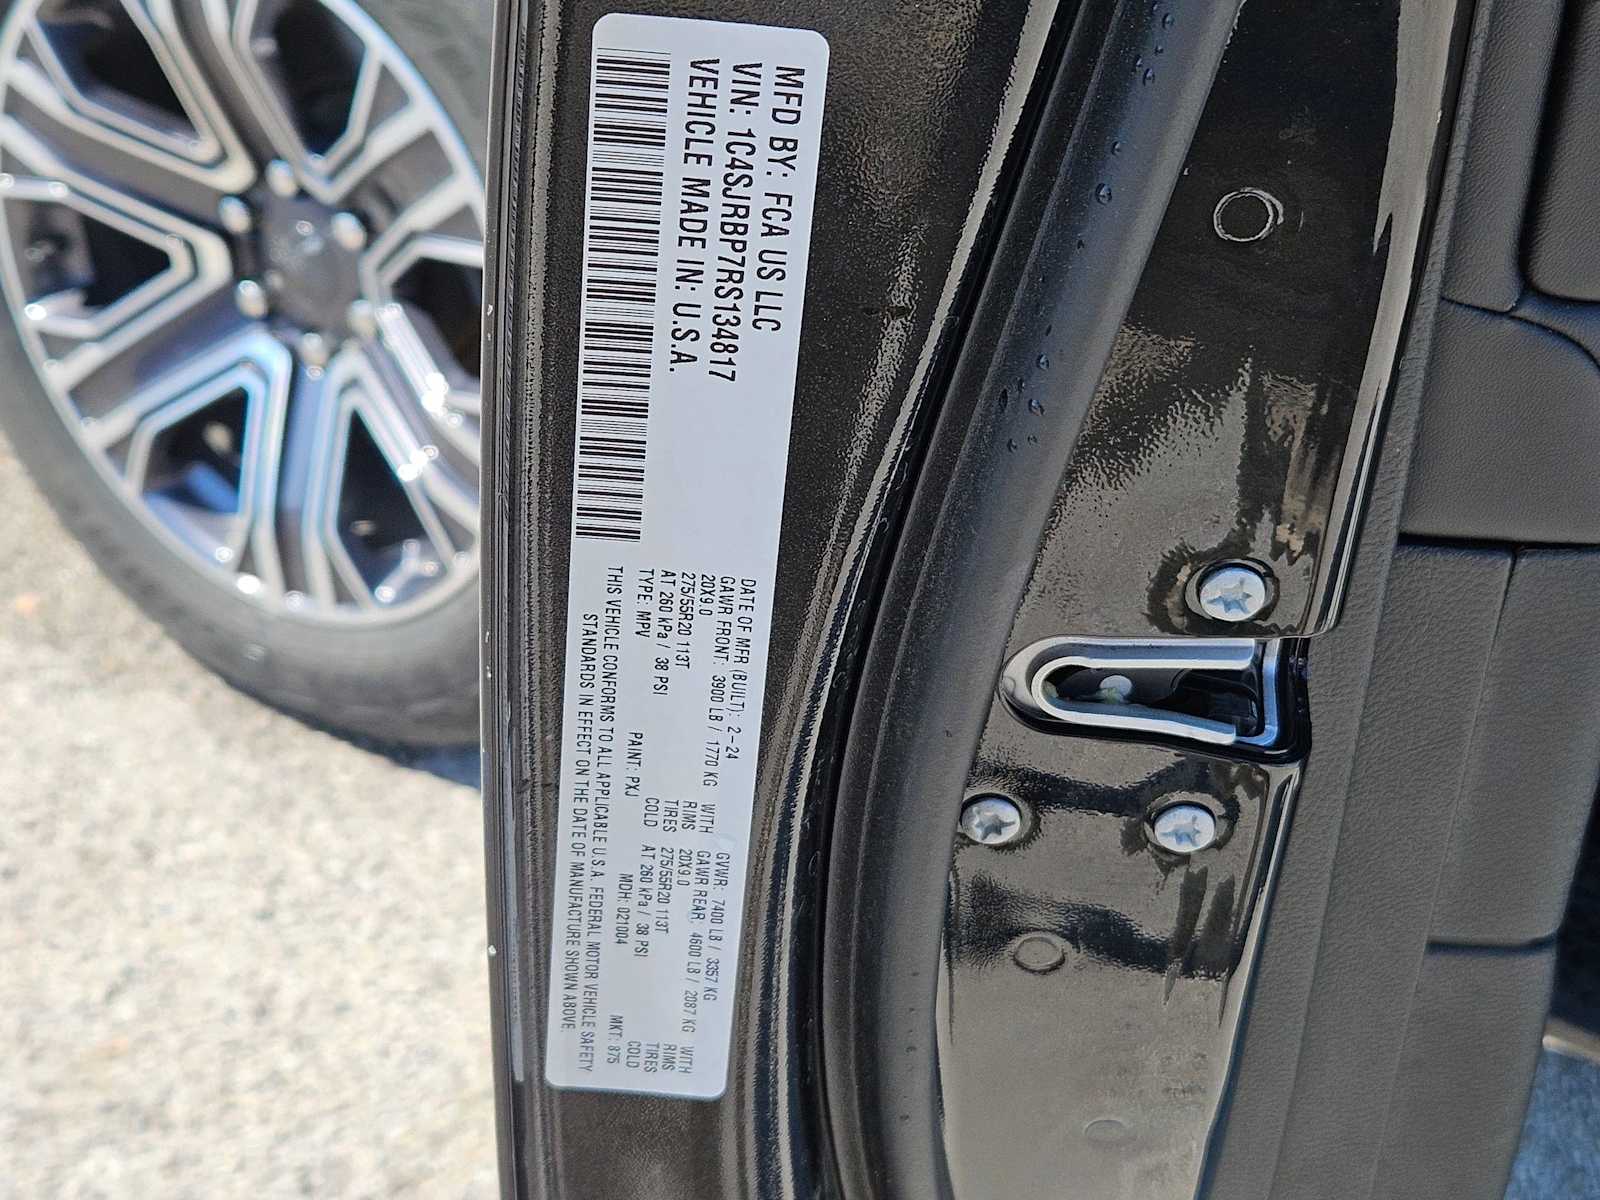 MFD BY: FCA US LLC
VIN: 1C4SJRBP7RS134817
VEHICLE MADE IN: U.S.A.
DATE OF MFR (BUILT): 2-24 GVWR: 7400 LB / 3357 KG
GAWR FRONT: 3900 LB / 1770 KG WITH GAWR REAR: 4600 LB / 2087 KG WITH
20X9.0 RIMS 20X9.0 RIMS
275/55R20 113T TIRES 275/55R20 113T TIRES
AT 260 kPa / 38 PSI COLD AT 260 kPa / 38 PSI COLD
TYPE: MPV PAINT: PXJ MDH: 021004 MKT: 875
THIS VEHICLE CONFORMS TO ALL APPLICABLE U.S.A. FEDERAL MOTOR VEHICLE SAFETY
STANDARDS IN EFFECT ON THE DATE OF MANUFACTURE SHOWN ABOVE.